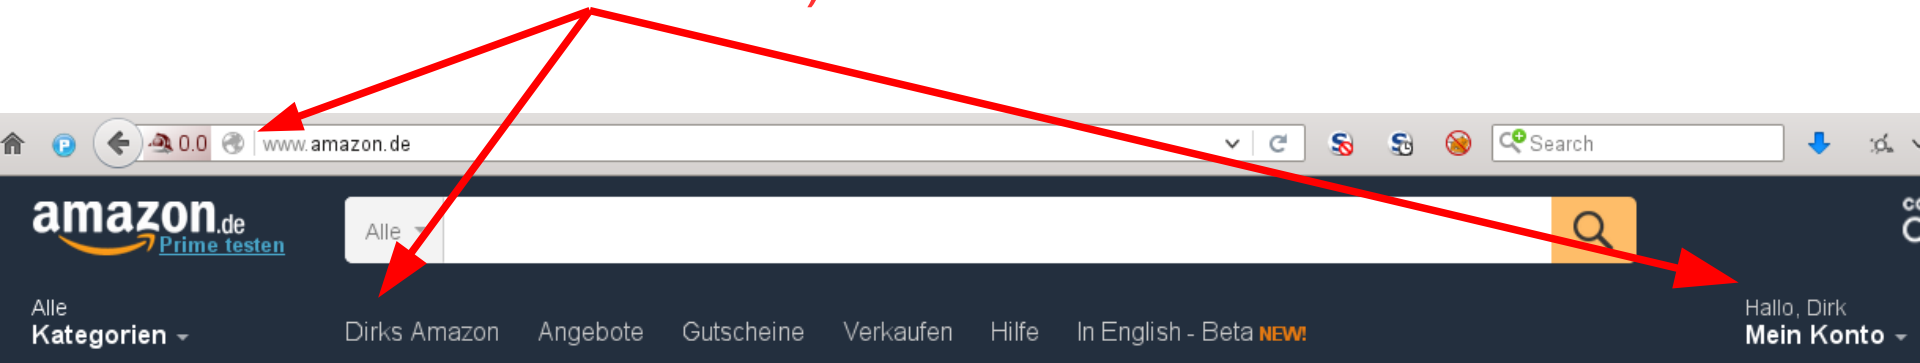 0.0 www.amazon.de Search
amazon.de
Prime testen
Alle
Alle
Kategorien
Dirks Amazon Angebote Gutscheine Verkaufen Hilfe In English - Beta NEW!
Hallo, Dirk
Mein Konto